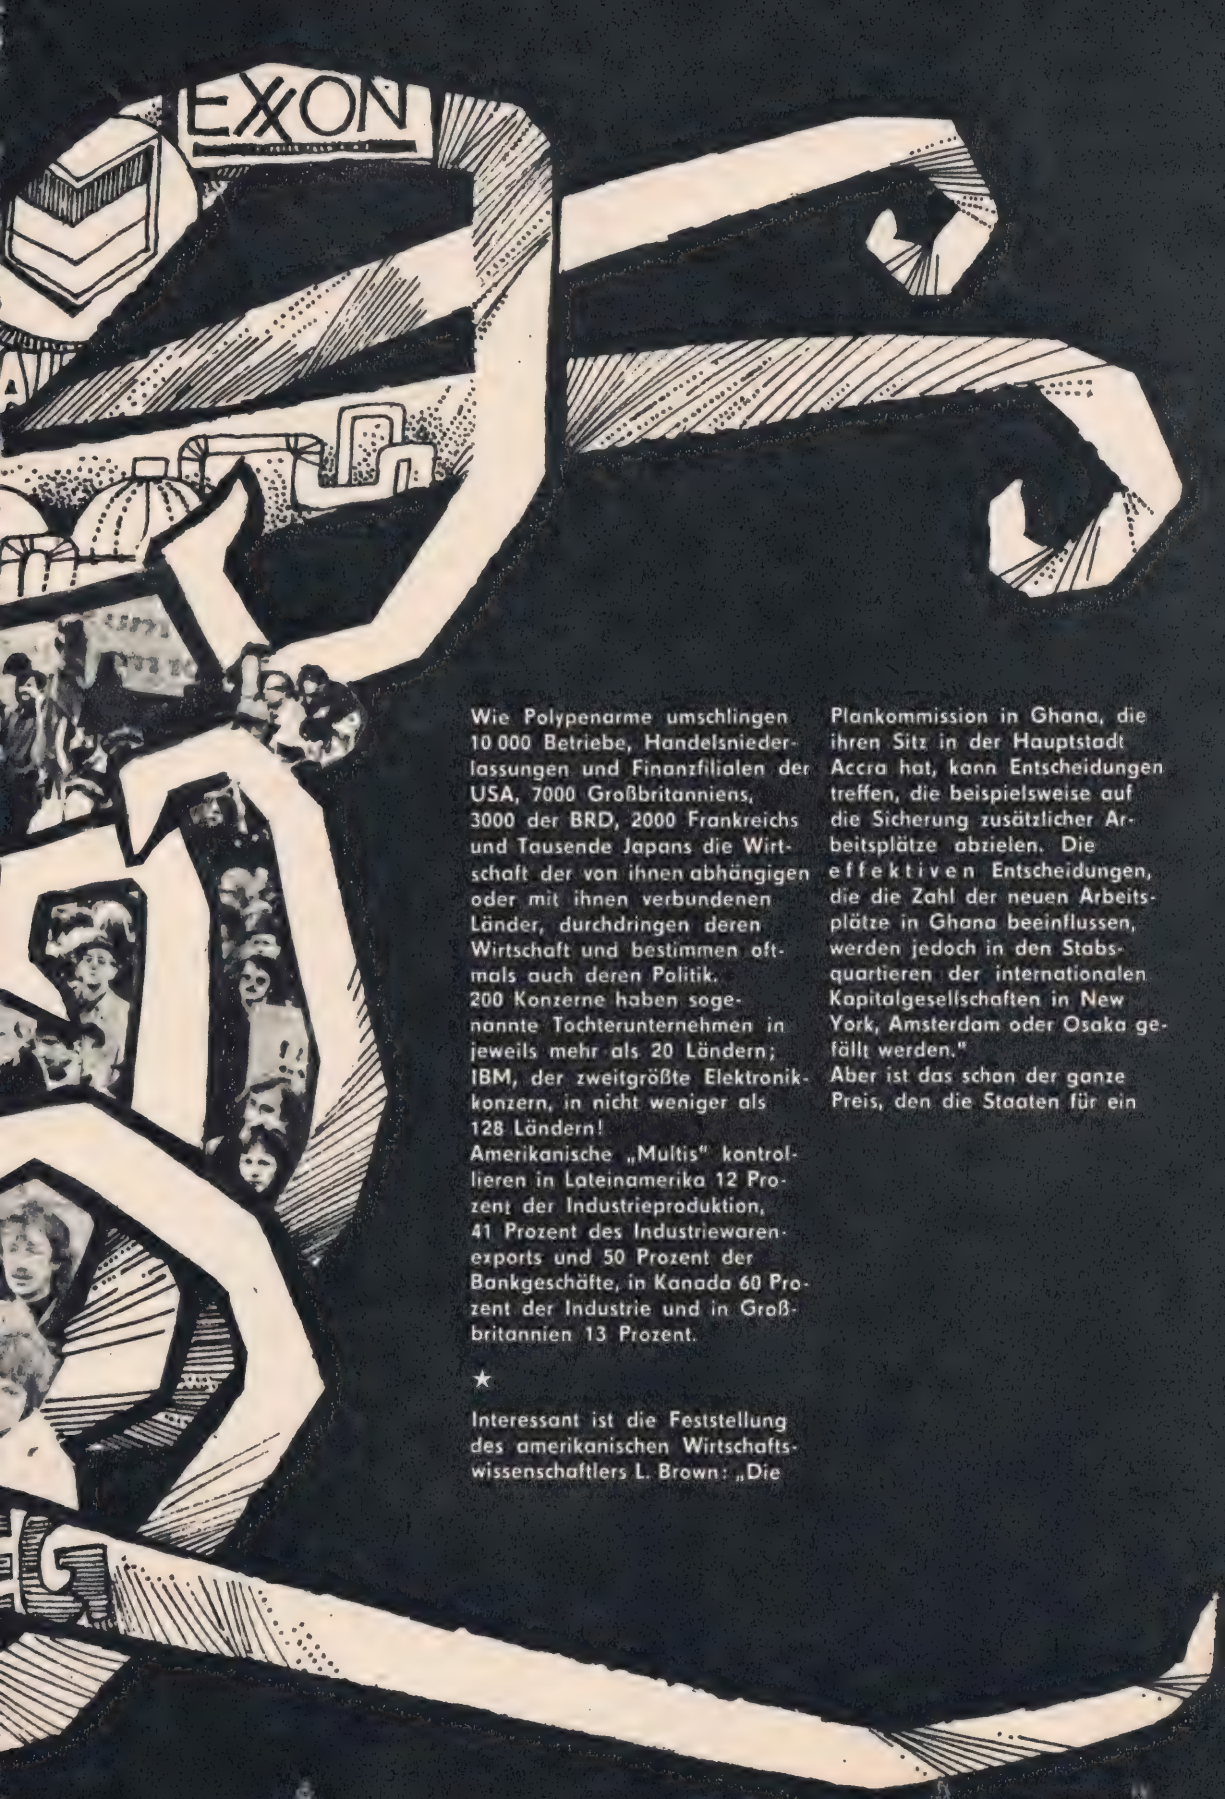 EXXON
Wie Polypenarme umschlingen
10 000 Betriebe, Handelsnieder-
lassungen und Finanzfilialen der
USA, 7000 Großbritanniens,
3000 der BRD, 2000 Frankreichs
und Tausende Japans die Wirt-
schaft der von ihnen abhängigen
oder mit ihnen verbundenen
Länder, durchdringen deren
Wirtschaft und bestimmen oft-
mals auch deren Politik.
200 Konzerne haben soge-
nannte Tochterunternehmen in
jeweils mehr als 20 Ländern;
IBM, der zweitgrößte Elektronik-
konzern, in nicht weniger als
128 Ländern!
Amerikanische „Multis" kontrol-
lieren in Lateinamerika 12 Pro-
zent der Industrieproduktion,
41 Prozent des Industriewaren-
exports und 50 Prozent der
Bankgeschäfte, in Kanada 60 Pro-
zent der Industrie und in Groß-
britannien 13 Prozent.
★
Interessant ist die Feststellung
des amerikanischen Wirtschafts-
wissenschaftlers L. Brown: „Die
Plankommission in Ghana, die
ihren Sitz in der Hauptstadt
Accra hat, kann Entscheidungen
treffen, die beispielsweise auf
die Sicherung zusätzlicher Ar-
beitsplätze abzielen. Die
effektiven Entscheidungen,
die die Zahl der neuen Arbeits-
plätze in Ghana beeinflussen,
werden jedoch in den Stabs-
quartieren der internationalen
Kapitalgesellschaften in New
York, Amsterdam oder Osaka ge-
fällt werden."
Aber ist das schon der ganze
Preis, den die Staaten für ein